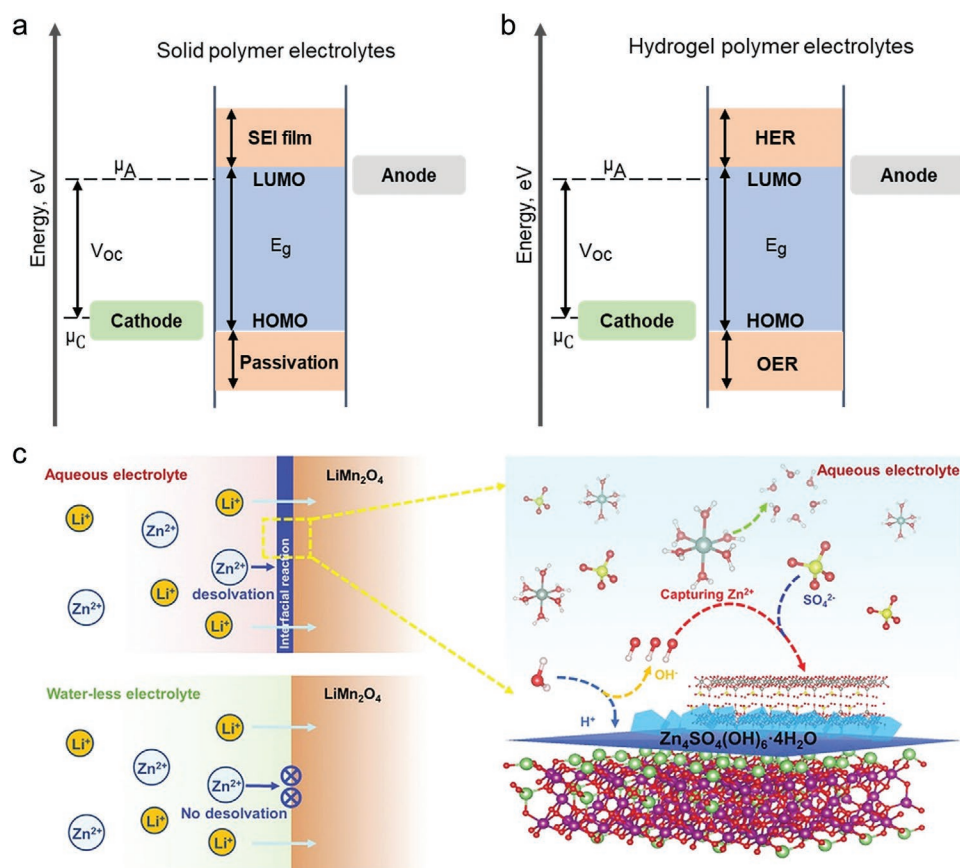 a
Solid polymer electrolytes
Energy, eV
SEI film
μA
LUMO
Anode
VOC
Eg
Cathode
HOMO
μC
Passivation
b
Hydrogel polymer electrolytes
Energy, eV
HER
μA
LUMO
Anode
VOC
Eg
Cathode
HOMO
μC
OER
c
Aqueous electrolyte
LiMn2O4
Li+
Li+
Zn2+
Zn2+
desolvation
Interfacial reaction
Li+
Zn2+
Li+
Water-less electrolyte
LiMn2O4
Li+
Li+
Zn2+
Zn2+
No desolvation
Li+
Zn2+
Li+
Aqueous electrolyte
Capturing Zn2+
SO42-
OH-
H+
Zn4SO4(OH)6·4H2O